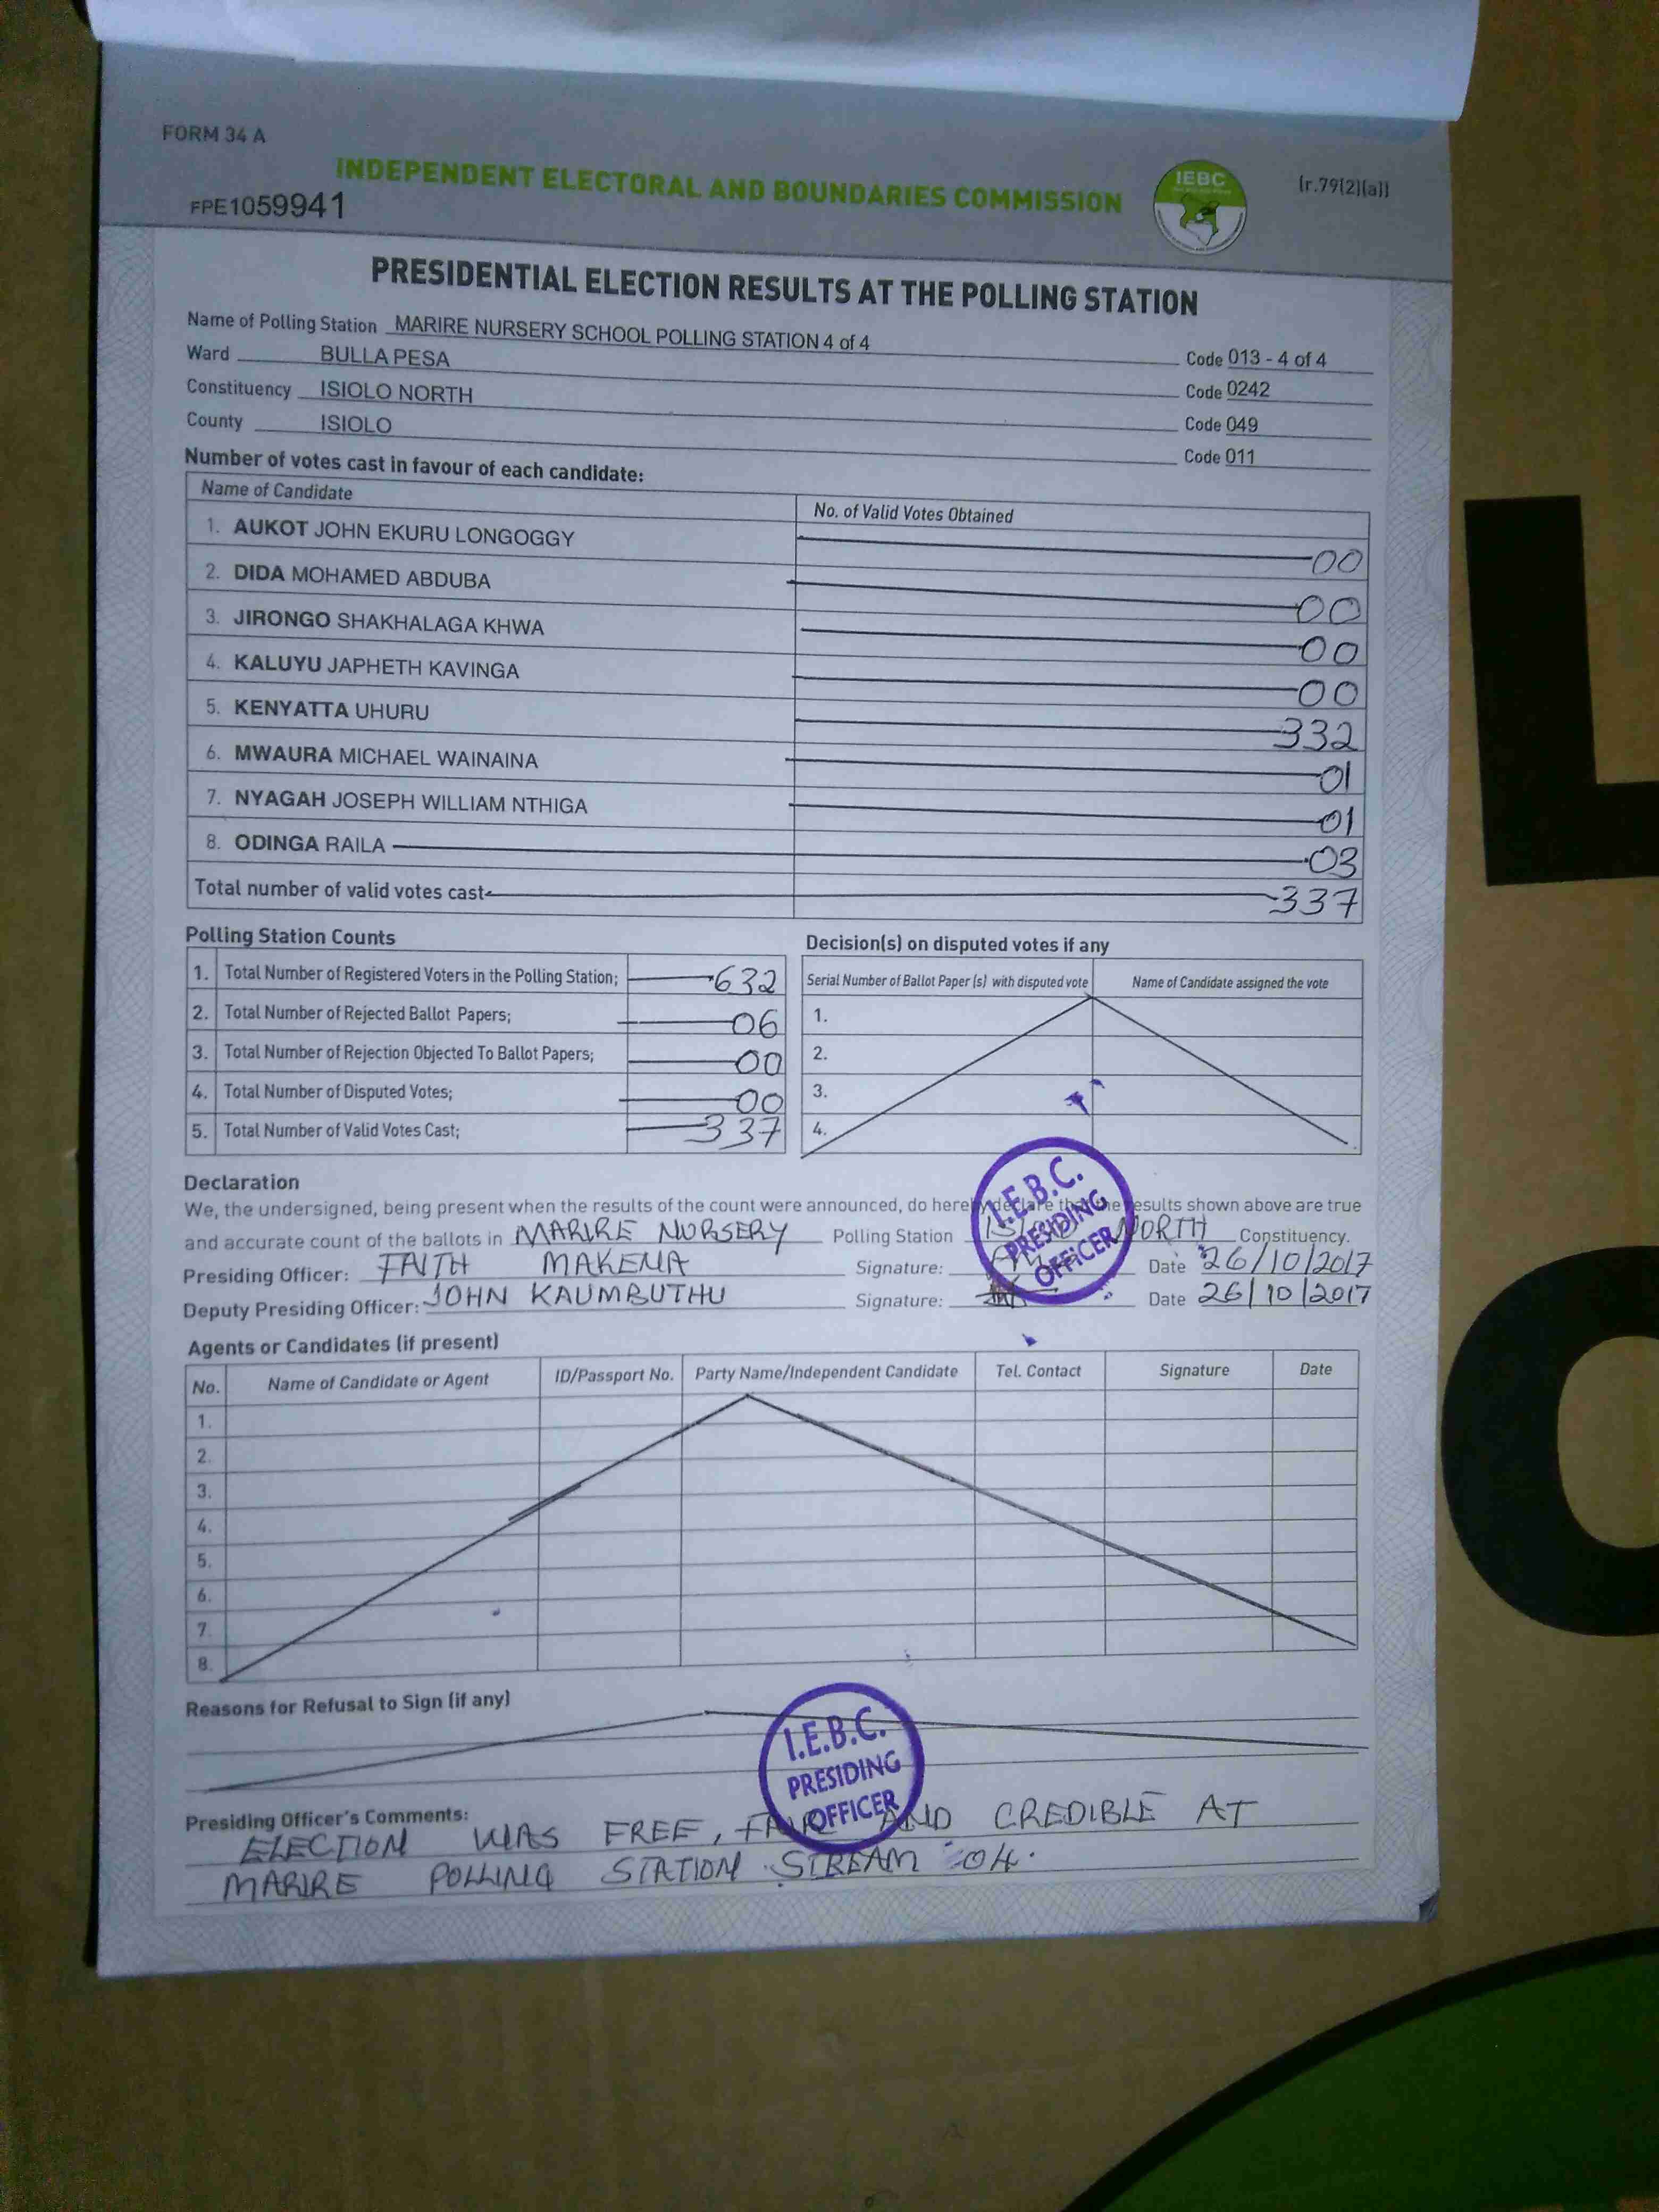 FORM 34 A
INDEPENDENT ELECTORAL AND BOUNDARIES COMMISSION
IEBC
(r.79(2)(a))
FPE1059941
PRESIDENTIAL ELECTION RESULTS AT THE POLLING STATION
Name of Polling Station MARIRE NURSERY SCHOOL POLLING STATION 4 of 4 Code 013 - 4 of 4
Ward BULLA PESA Code 0242
Constituency ISIOLO NORTH Code 049
County ISIOLO Code 011
Number of votes cast in favour of each candidate:
Name of Candidate No. of Valid Votes Obtained
1. AUKOT JOHN EKURU LONGOGGY 00
2. DIDA MOHAMED ABDUBA 00
3. JIRONGO SHAKHALAGA KHWA 00
4. KALUYU JAPHETH KAVINGA 00
5. KENYATTA UHURU 332
6. MWAURA MICHAEL WAINAINA 01
7. NYAGAH JOSEPH WILLIAM NTHIGA 01
8. ODINGA RAILA 03
Total number of valid votes cast 337
Polling Station Counts
1. Total Number of Registered Voters in the Polling Station; 632
2. Total Number of Rejected Ballot Papers; 06
3. Total Number of Rejection Objected To Ballot Papers; 00
4. Total Number of Disputed Votes; 00
5. Total Number of Valid Votes Cast; 337
Decision(s) on disputed votes if any
Serial Number of Ballot Paper (s) with disputed vote Name of Candidate assigned the vote
1.
2.
3.
4.
Declaration
We, the undersigned, being present when the results of the count were announced, do hereby declare that the results shown above are true
and accurate count of the ballots in MARIRE NURSERY Polling Station NORTH Constituency.
Presiding Officer: FAITH MAKENA Signature: Date 26/10/2017
Deputy Presiding Officer: JOHN KAUMBUTHU Signature: Date 26/10/2017
I.E.B.C.
PRESIDING
OFFICER
Agents or Candidates (if present)
No. Name of Candidate or Agent ID/Passport No. Party Name/Independent Candidate Tel. Contact Signature Date
1.
2.
3.
4.
5.
6.
7.
8.
Reasons for Refusal to Sign (if any)
I.E.B.C.
PRESIDING
OFFICER
Presiding Officer's Comments:
ELECTION WAS FREE, FAIR AND CREDIBLE AT
MARIRE POLLING STATION STREAM 04.